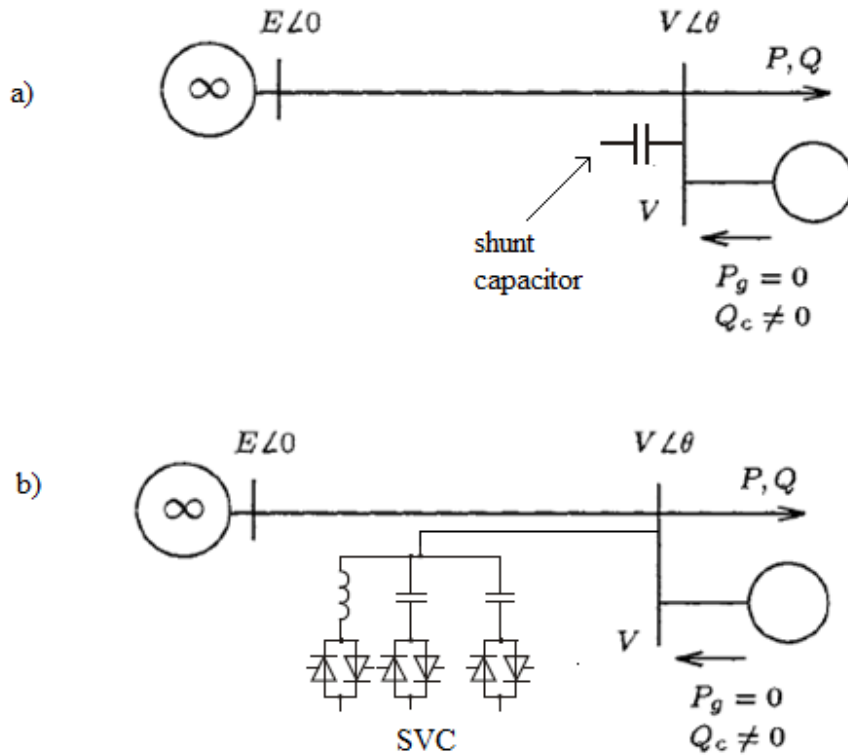 E∠0
V∠θ
P, Q
a)
∞
shunt
capacitor
V
P_g = 0
Q_c ≠ 0
E∠0
V∠θ
b)
P, Q
∞
V
SVC
P_g = 0
Q_c ≠ 0